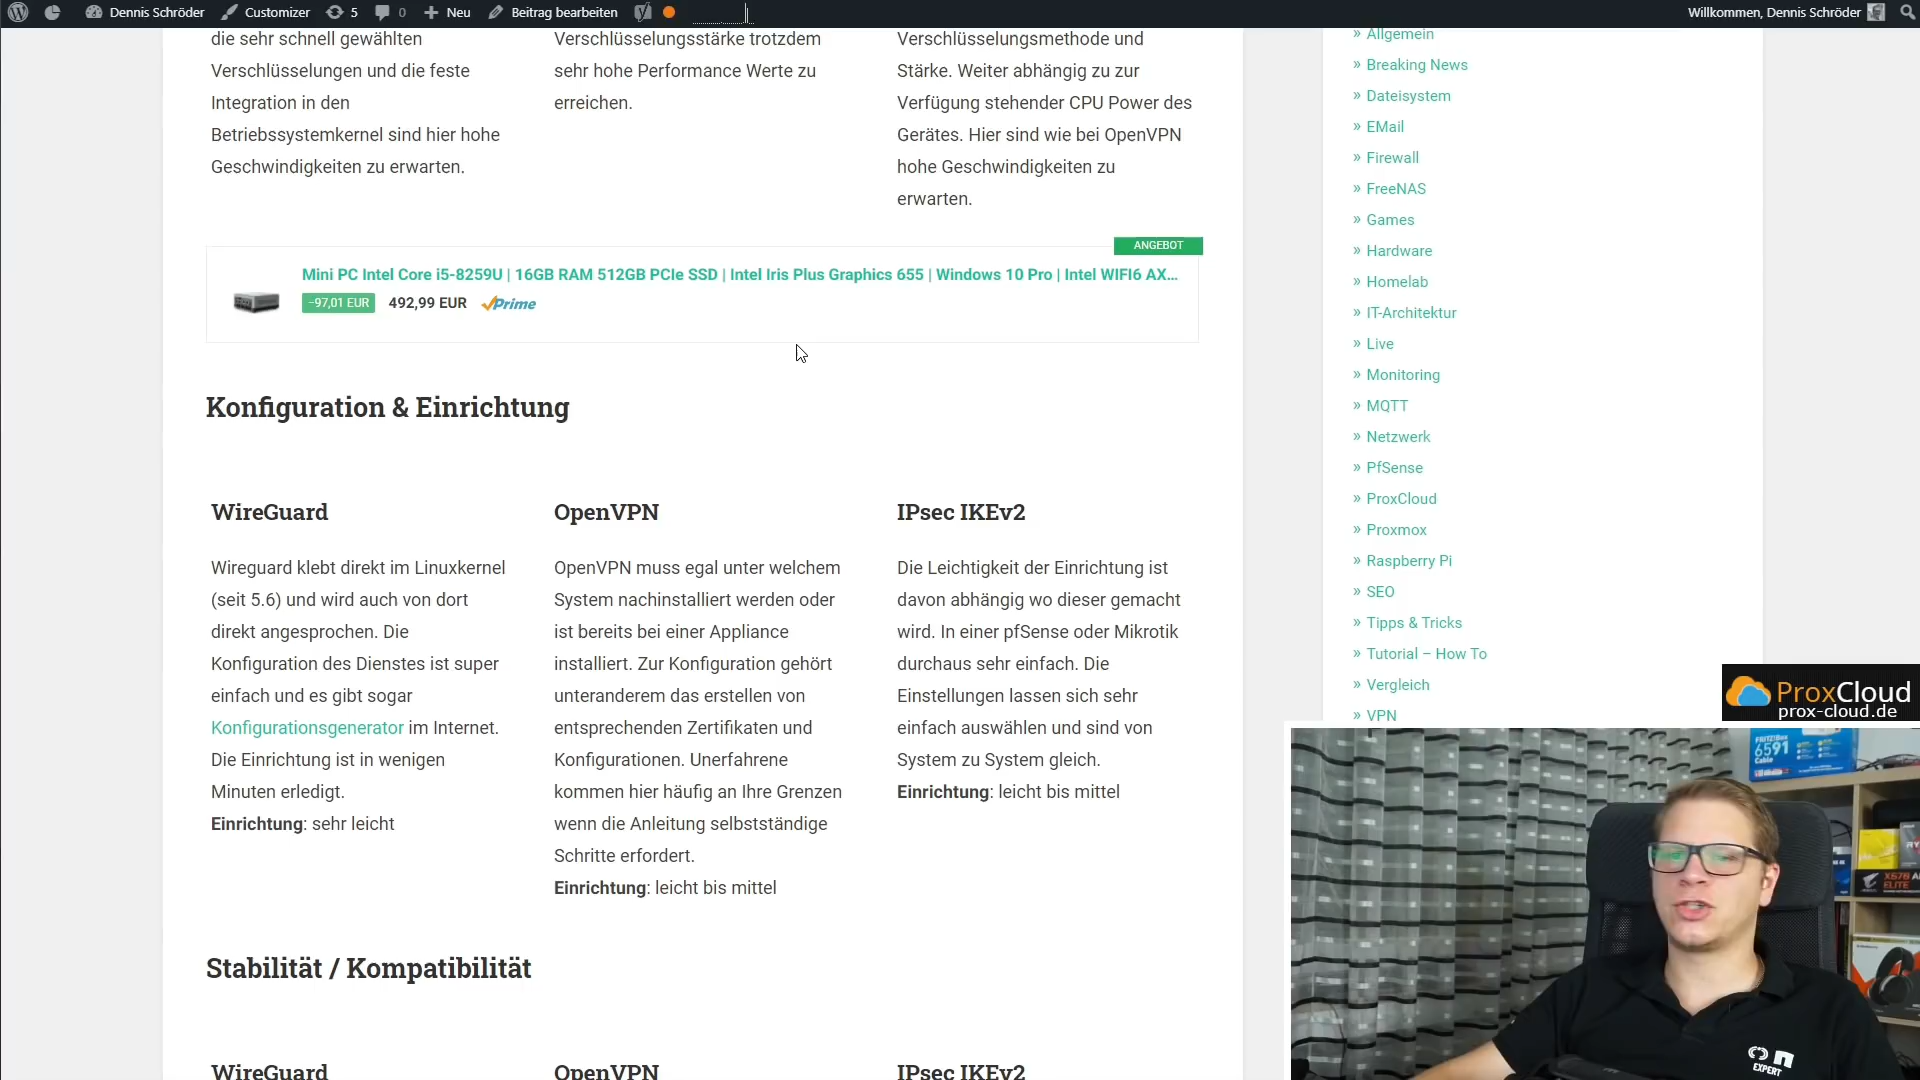 Dennis Schröder
Customizer
5
0
Neu
Beitrag bearbeiten
Willkommen, Dennis Schröder
die sehr schnell gewählten
Verschlüsselungen und die feste
Integration in den
Betriebssystemkernel sind hier hohe
Geschwindigkeiten zu erwarten.
Verschlüsselungsstärke trotzdem
sehr hohe Performance Werte zu
erreichen.
Verschlüsselungsmethode und
Stärke. Weiter abhängig zu zur
Verfügung stehender CPU Power des
Gerätes. Hier sind wie bei OpenVPN
hohe Geschwindigkeiten zu
erwarten.
ANGEBOT
Mini PC Intel Core i5-8259U | 16GB RAM 512GB PCIe SSD | Intel Iris Plus Graphics 655 | Windows 10 Pro | Intel WIFI6 AX...
−97,01 EUR
492,99 EUR
Prime
Konfiguration & Einrichtung
WireGuard
Wireguard klebt direkt im Linuxkernel
(seit 5.6) und wird auch von dort
direkt angesprochen. Die
Konfiguration des Dienstes ist super
einfach und es gibt sogar
Konfigurationsgenerator im Internet.
Die Einrichtung ist in wenigen
Minuten erledigt.
Einrichtung: sehr leicht
OpenVPN
OpenVPN muss egal unter welchem
System nachinstalliert werden oder
ist bereits bei einer Appliance
installiert. Zur Konfiguration gehört
unteranderem das erstellen von
entsprechenden Zertifikaten und
Konfigurationen. Unerfahrene
kommen hier häufig an Ihre Grenzen
wenn die Anleitung selbstständige
Schritte erfordert.
Einrichtung: leicht bis mittel
IPsec IKEv2
Die Leichtigkeit der Einrichtung ist
davon abhängig wo dieser gemacht
wird. In einer pfSense oder Mikrotik
durchaus sehr einfach. Die
Einstellungen lassen sich sehr
einfach auswählen und sind von
System zu System gleich.
Einrichtung: leicht bis mittel
Stabilität / Kompatibilität
WireGuard
OpenVPN
IPsec IKEv2
» Allgemein
» Breaking News
» Dateisystem
» EMail
» Firewall
» FreeNAS
» Games
» Hardware
» Homelab
» IT-Architektur
» Live
» Monitoring
» MQTT
» Netzwerk
» PfSense
» ProxCloud
» Proxmox
» Raspberry Pi
» SEO
» Tipps & Tricks
» Tutorial – How To
» Vergleich
» VPN
ProxCloud
prox-cloud.de
FRITZ!Box
6591
Cable
X570 A
ELITE
EXPERT